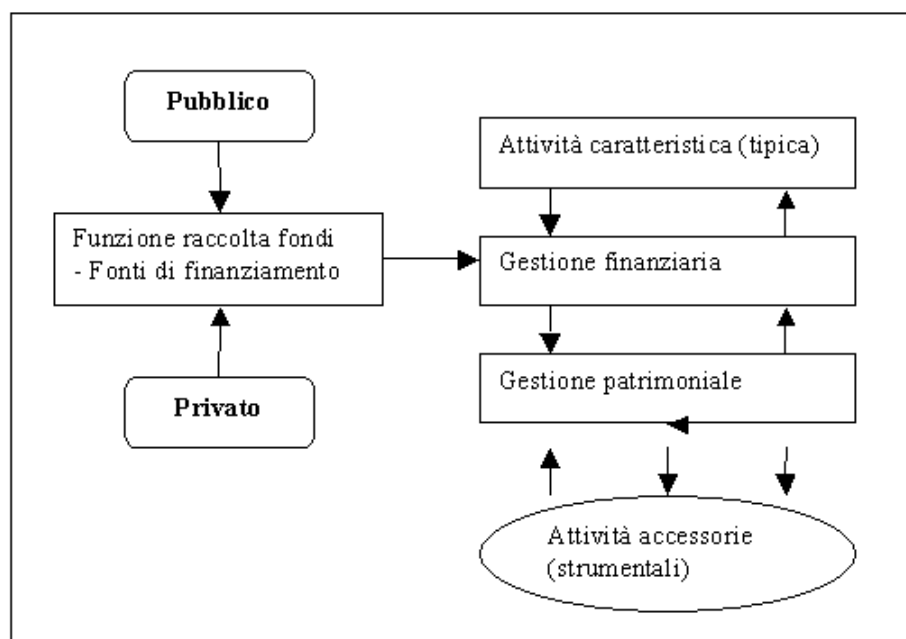 Pubblico
Funzione raccolta fondi
- Fonti di finanziamento
Privato
Attività caratteristica (tipica)
Gestione finanziaria
Gestione patrimoniale
Attività accessorie
(strumentali)